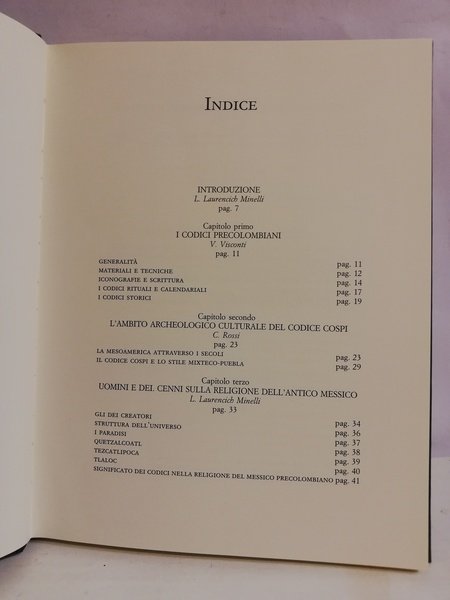 INDICE
INTRODUZIONE
L. Laurencich Minelli
pag. 7
Capitolo primo
I CODICI PRECOLOMBIANI
V. Visconti
pag. 11
GENERALITÀ pag. 11
MATERIALI E TECNICHE pag. 12
ICONOGRAFIE E SCRITTURA pag. 14
I CODICI RITUALI E CALENDARIALI pag. 17
I CODICI STORICI pag. 19
Capitolo secondo
L'AMBITO ARCHEOLOGICO CULTURALE DEL CODICE COSPI
C. Rossi
pag. 23
LA MESOAMERICA ATTRAVERSO I SECOLI pag. 23
IL CODICE COSPI E LO STILE MIXTECO-PUEBLA pag. 29
Capitolo terzo
UOMINI E DEI. CENNI SULLA RELIGIONE DELL'ANTICO MESSICO
L. Laurencich Minelli
pag. 33
GLI DEI CREATORI pag. 34
STRUTTURA DELL'UNIVERSO pag. 36
I PARADISI pag. 37
QUETZALCOATL pag. 38
TEZCATLIPOCA pag. 39
TLALOC pag. 40
SIGNIFICATO DEI CODICI NELLA RELIGIONE DEL MESSICO PRECOLOMBIANO pag. 41